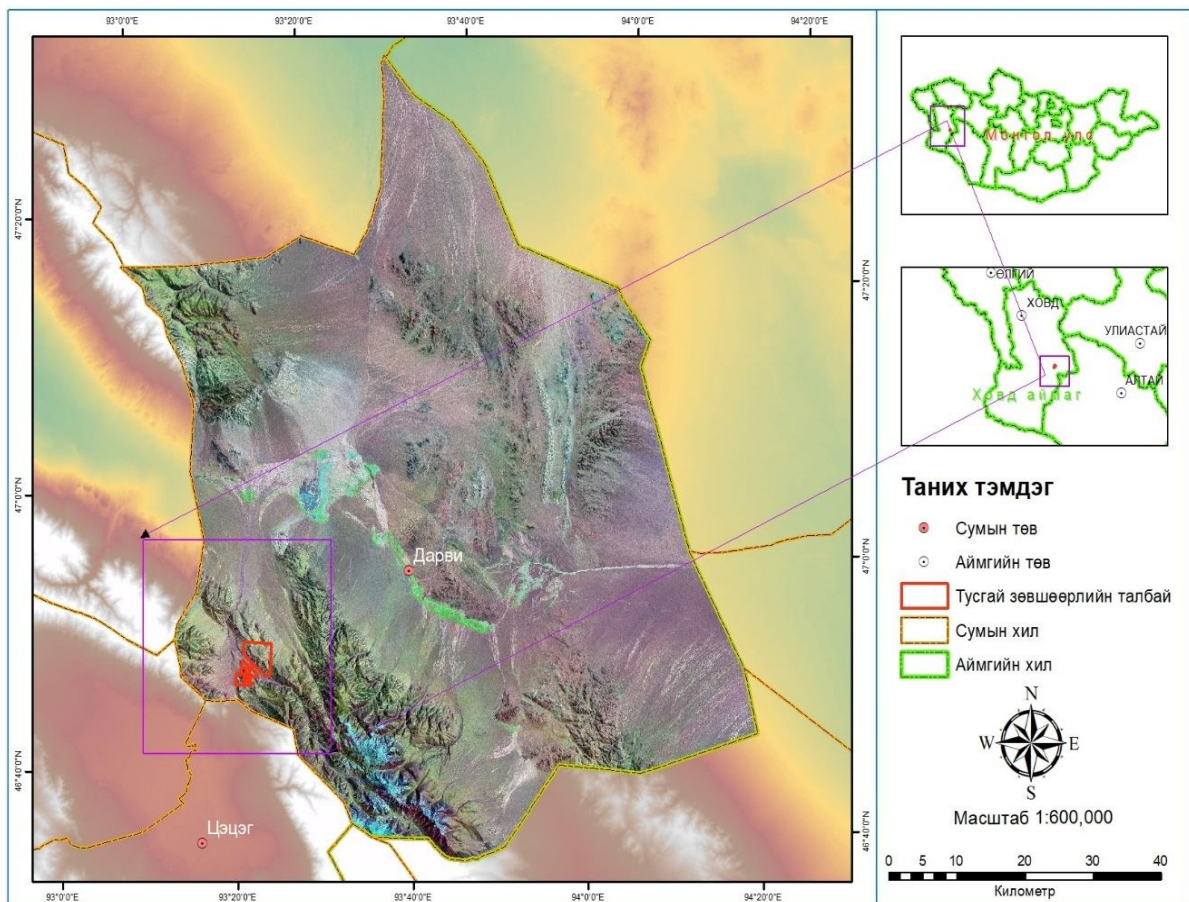 93°0'0"E
93°20'0"E
93°40'0"E
94°0'0"E
94°20'0"E
47°20'0"N
47°0'0"N
46°40'0"N
47°20'0"N
47°0'0"N
46°40'0"N
Дарви
Цэцэг
93°0'0"E
93°20'0"E
93°40'0"E
94°0'0"E
94°20'0"E
Монгол улс
ӨЛГИЙ
ХОВД
УЛИАСТАЙ
АЛТАЙ
Ховд аймаг
Таних тэмдэг
Сумын төв
Аймгийн төв
Тусгай зөвшөөрлийн талбай
Сумын хил
Аймгийн хил
N
W E
S
Масштаб 1:600,000
0 5 10 20 30 40
Километр